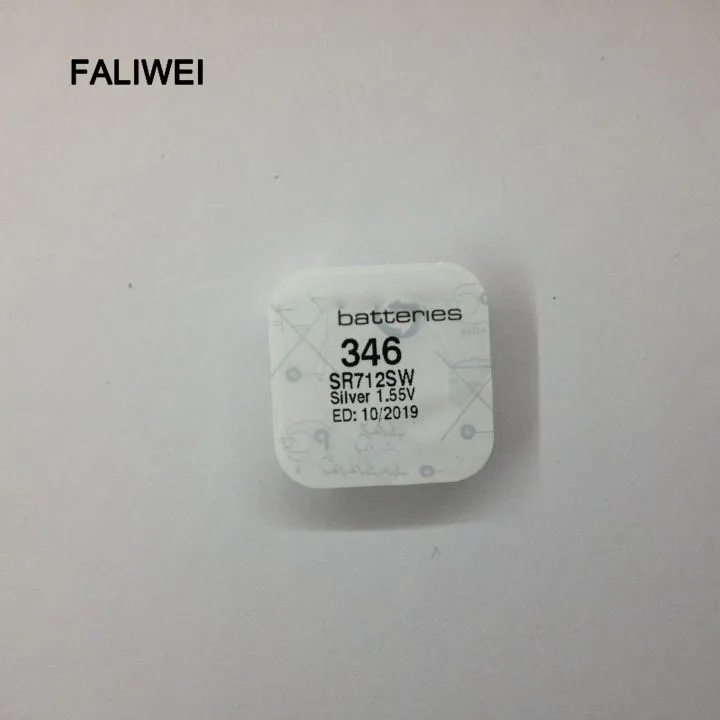 FALIWEI
batteries
346
SR712SW
Silver 1.55V
ED: 10/2019